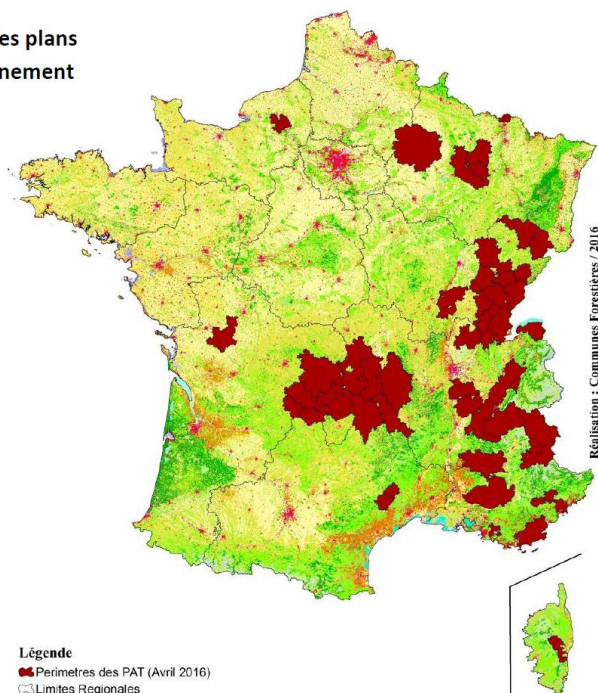 es plans
nement
Réalisation : Communes Forestières / 2016
Légende
Perimetres des PAT (Avril 2016)
Limites Regionales